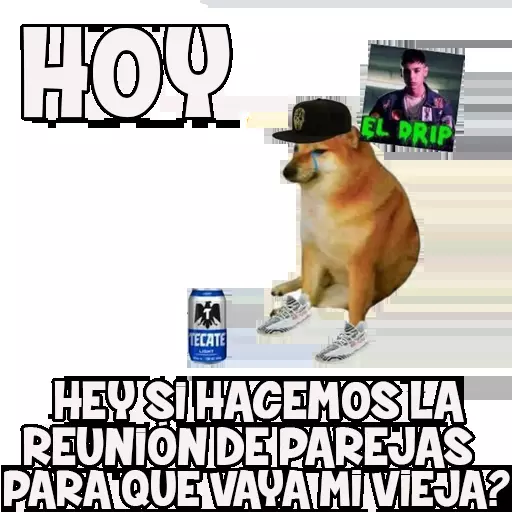 HOY
EL DRIP
T
TECATE
LIGHT
HEY SI HACEMOS LA
REUNION DE PAREJAS
PARA QUE VAYA MI VIEJA?